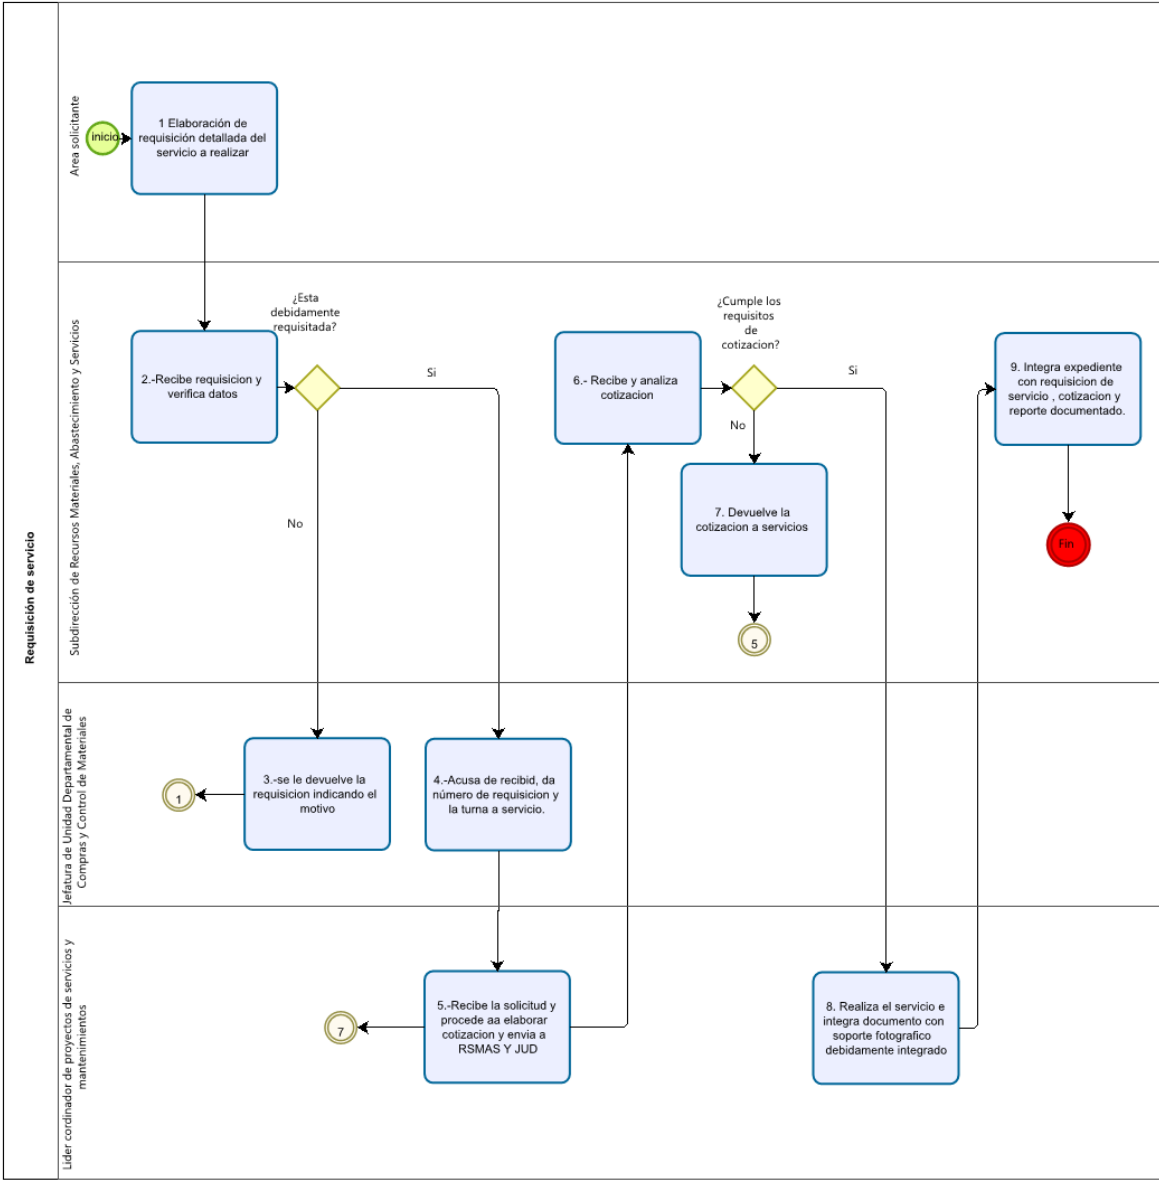 Requisición de servicio
Area solicitante
inicio
1 Elaboración de
requisición detallada del
servicio a realizar
Subdirección de Recursos Materiales, Abastecimiento y Servicios
2.-Recibe requisicion y
verifica datos
¿Esta
debidamente
requisitada?
Si
No
6.- Recibe y analiza
cotizacion
¿Cumple los
requisitos
de
cotizacion?
Si
No
7. Devuelve la
cotizacion a servicios
5
9. Integra expediente
con requisicion de
servicio , cotizacion y
reporte documentado.
Fin
Jefatura de Unidad Departamental de
Compras y Control de Materiales
1
3.-se le devuelve la
requisicion indicando el
motivo
4.-Acusa de recibid, da
número de requisicion y
la turna a servicio.
Lider cordinador de proyectos de servicios y
mantenimientos
7
5.-Recibe la solicitud y
procede aa elaborar
cotizacion y envia a
RSMAS Y JUD
8. Realiza el servicio e
integra documento con
soporte fotografico
debidamente integrado